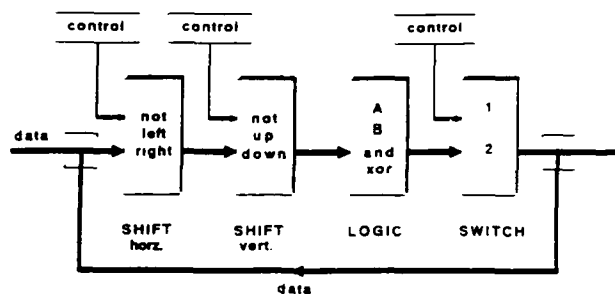 control
control
control
not
left
right
not
up
down
A
B
and
xor
1
2
data
SHIFT
horz.
SHIFT
vert.
LOGIC
SWITCH
data